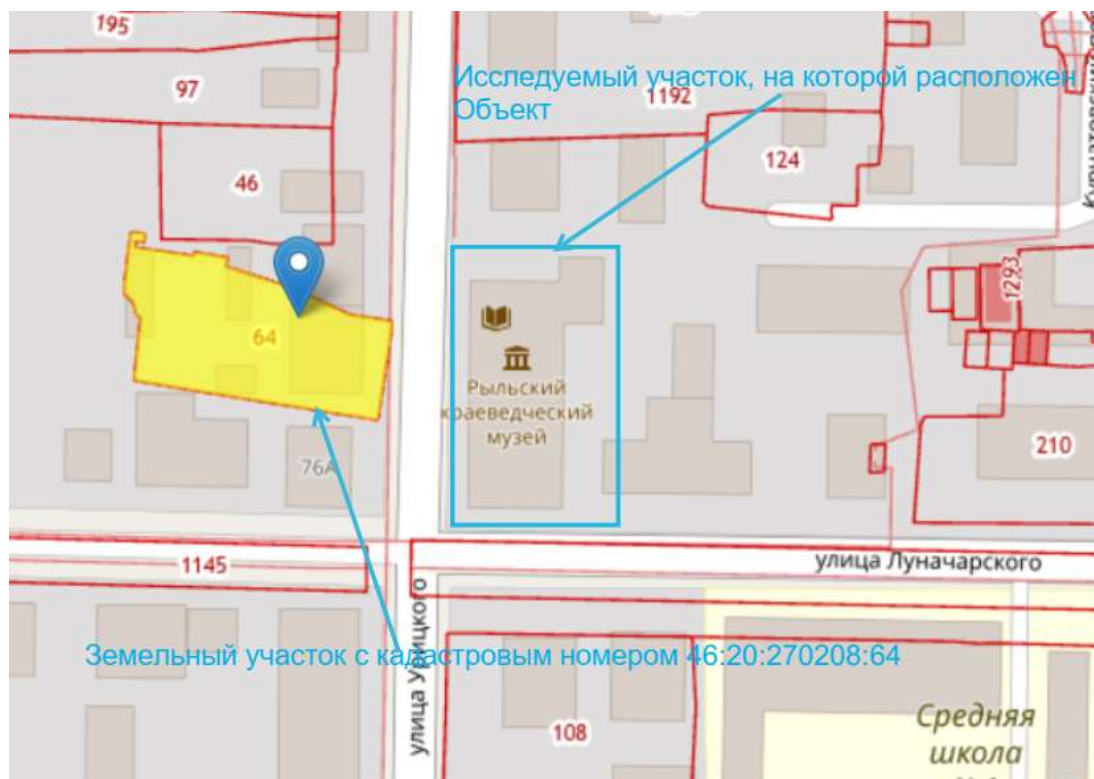 195
97
Исследуемый участок, на которой расположен
Объект
1192
124
46
64
1293
Рыльский
краеведческий
музей
76А
210
1145
улица Луначарского
улица Урицкого
Земельный участок с кадастровым номером 46:20:270208:64
108
Средняя
школа